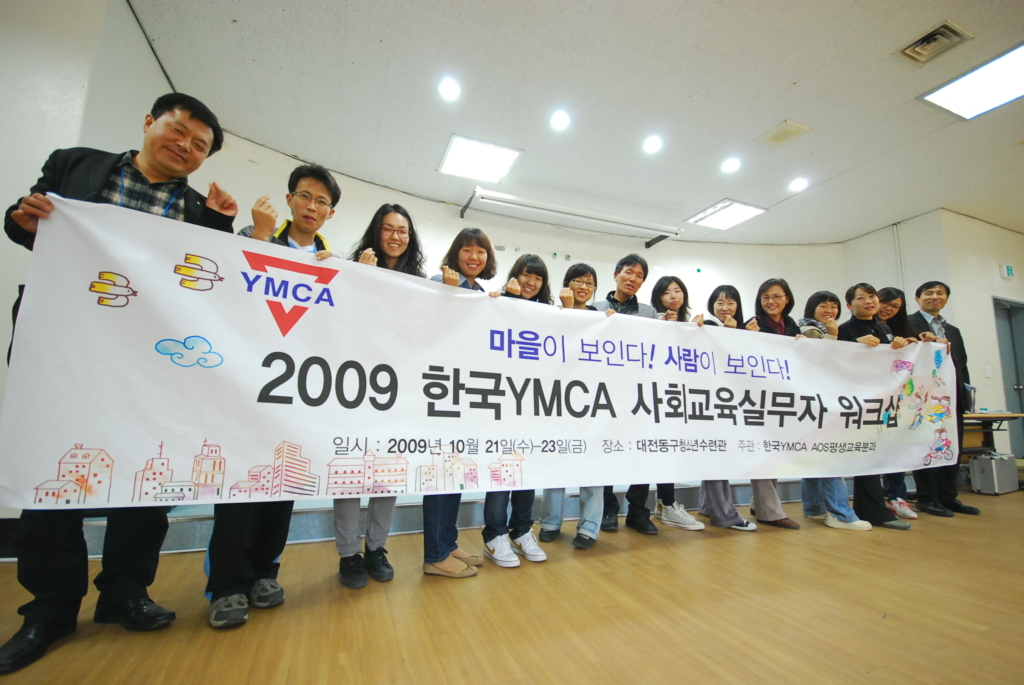 YMCA
마을이 보인다! 사람이 보인다!
2009 한국YMCA 사회교육실무자 워크샵
일시 : 2009년 10월 21일(수)-23일(금) 장소 : 대전동구청소년수련관 주관 : 한국YMCA AOS평생교육분과